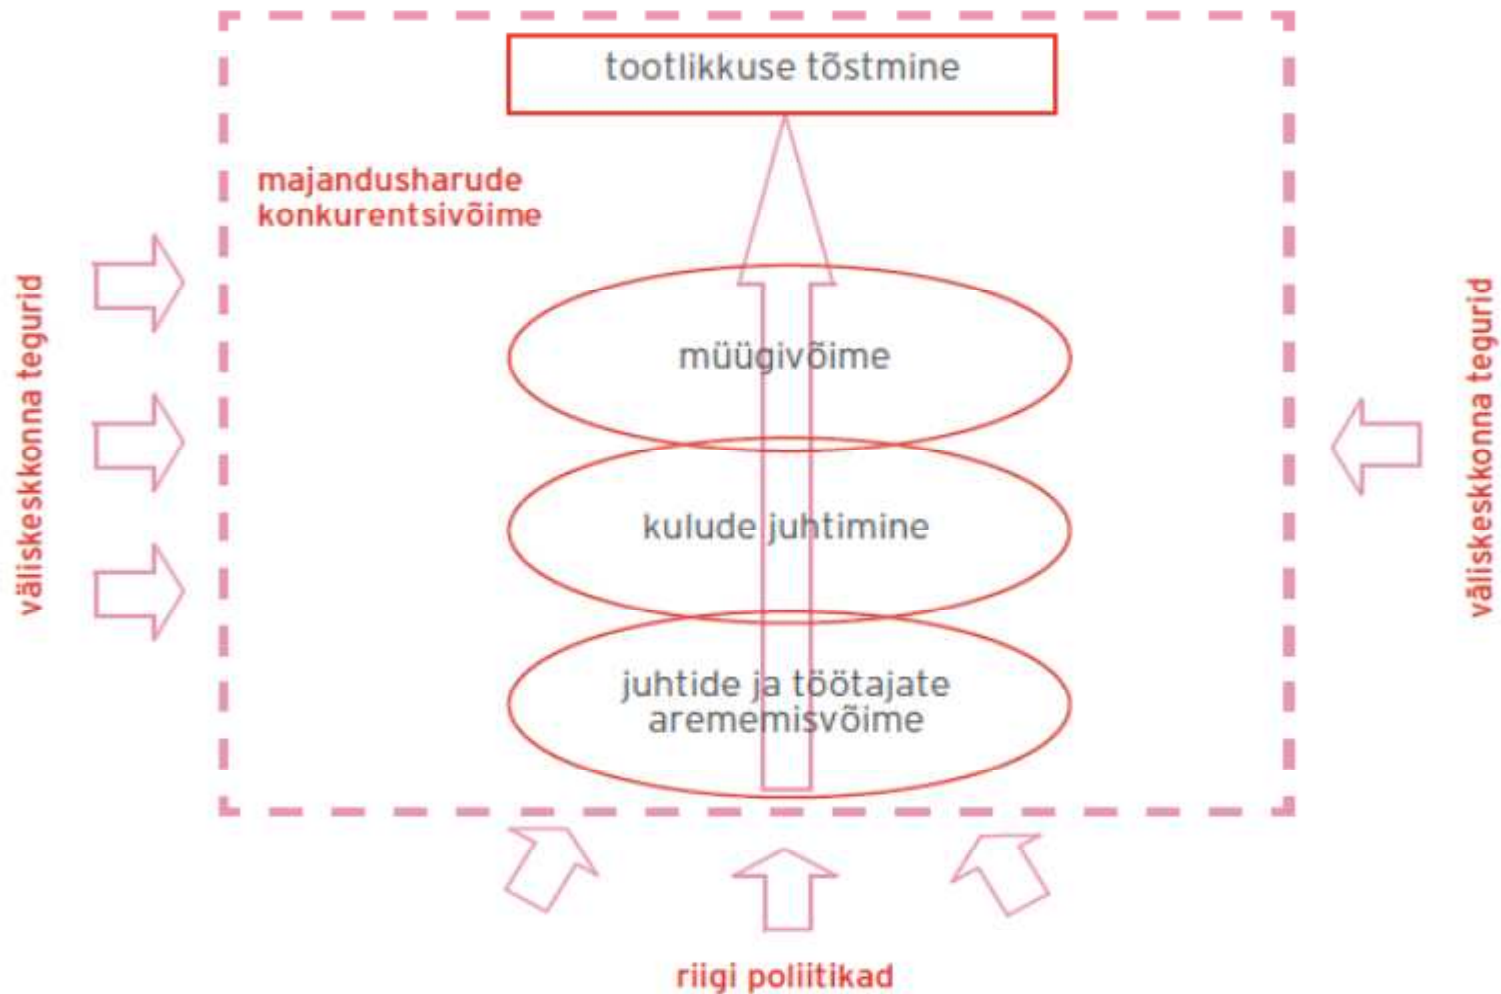 tootlikkuse tõstmine
majandusharude
konkurentsivõime
väliskeskkonna tegurid
müügivõime
väliskeskkonna tegurid
kulude juhtimine
juhtide ja töötajate
arememisvõime
riigi poliitikad